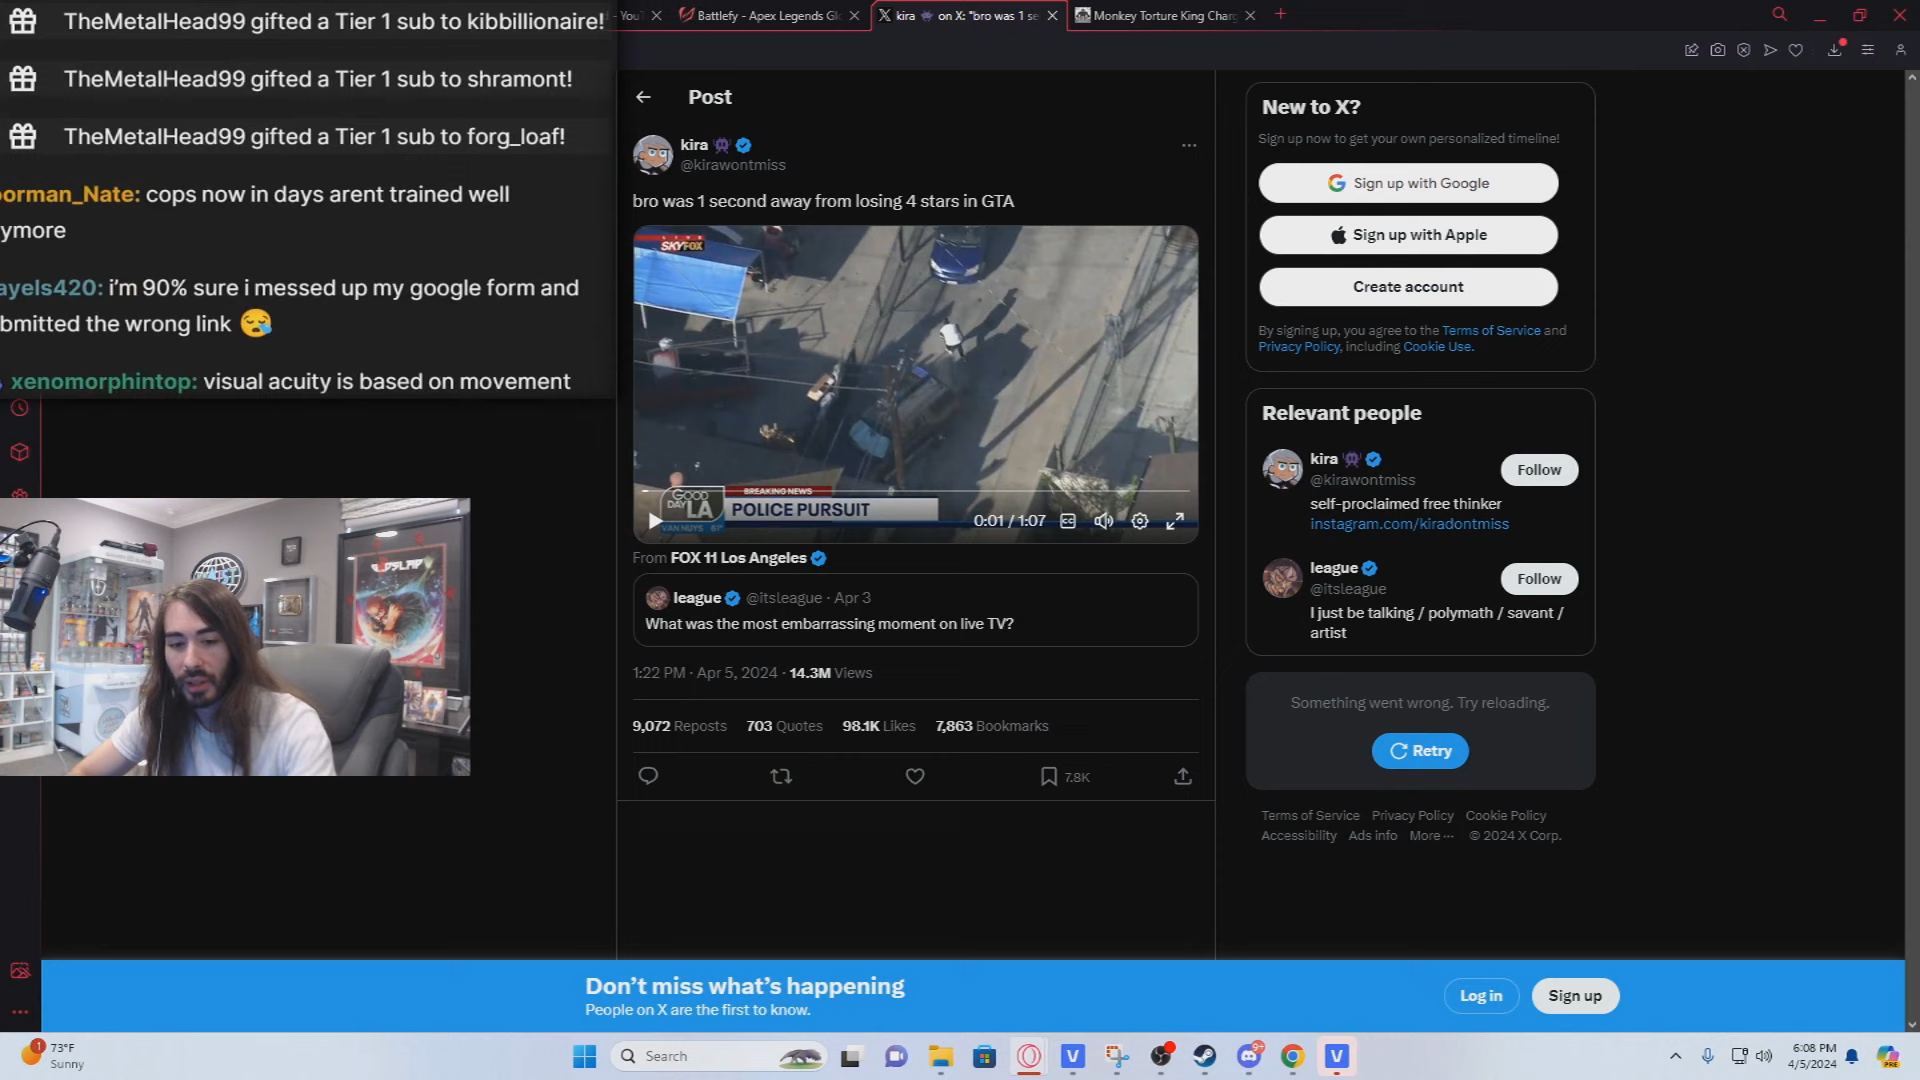 TheMetalHead99 gifted a Tier 1 sub to kibbillionaire!
TheMetalHead99 gifted a Tier 1 sub to shramont!
TheMetalHead99 gifted a Tier 1 sub to forg_loaf!
oorman_Nate: cops now in days arent trained well
ymore
ayels420: i'm 90% sure i messed up my google form and
bmitted the wrong link 😪
xenomorphintop: visual acuity is based on movement
Battlefy - Apex Legends Gl
kira 👾 on X: "bro was 1 se
Monkey Torture King Char
Post
kira 👾
@kirawontmiss
bro was 1 second away from losing 4 stars in GTA
LIVE
SKYFOX
BREAKING NEWS
GOOD DAY LA
POLICE PURSUIT
VAN NUYS 61°
0:01 / 1:07
From FOX 11 Los Angeles
league @itsleague · Apr 3
What was the most embarrassing moment on live TV?
1:22 PM · Apr 5, 2024 · 14.3M Views
9,072 Reposts 703 Quotes 98.1K Likes 7,863 Bookmarks
7.8K
New to X?
Sign up now to get your own personalized timeline!
Sign up with Google
Sign up with Apple
Create account
By signing up, you agree to the Terms of Service and
Privacy Policy, including Cookie Use.
Relevant people
kira 👾
@kirawontmiss
Follow
self-proclaimed free thinker
instagram.com/kiradontmiss
league
@itsleague
Follow
I just be talking / polymath / savant /
artist
Something went wrong. Try reloading.
Retry
Terms of Service Privacy Policy Cookie Policy
Accessibility Ads info More ··· © 2024 X Corp.
Don't miss what's happening
People on X are the first to know.
Log in
Sign up
1
73°F
Sunny
Search
9+
6:08 PM
4/5/2024
PRE